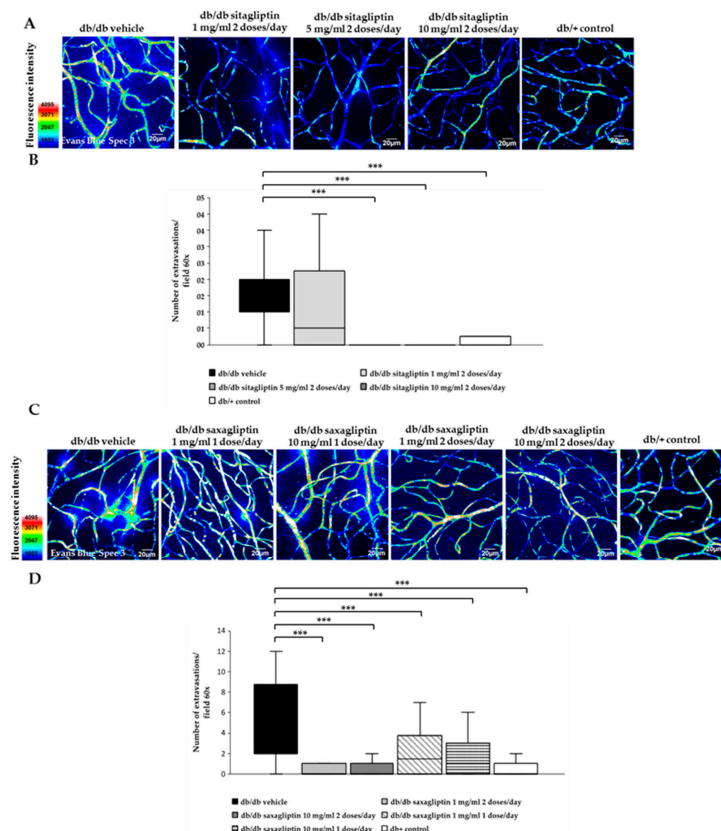 A
db/db vehicle
db/db sitagliptin
1 mg/ml 2 doses/day
db/db sitagliptin
5 mg/ml 2 doses/day
db/db sitagliptin
10 mg/ml 2 doses/day
db/+ control
Fluorescence intensity
4095
3071
2047
1023
Evans Blue Spec 3
20µm
20µm
20µm
20µm
20µm
B
***
***
***
Number of extravasations/
field 60x
05
04
04
03
03
02
02
01
01
00
db/db vehicle
db/db sitagliptin 1 mg/ml 2 doses/day
db/db sitagliptin 5 mg/ml 2 doses/day
db/db sitagliptin 10 mg/ml 2 doses/day
db/+ control
C
db/db vehicle
db/db saxagliptin
1 mg/ml 1 dose/day
db/db saxagliptin
10 mg/ml 1 dose/day
db/db saxagliptin
1 mg/ml 2 doses/day
db/db saxagliptin
10 mg/ml 2 doses/day
db/+ control
Fluorescence intensity
4095
3071
2047
1023
Evans Blue Spec 3
20µm
20µm
20µm
20µm
20µm
20µm
D
***
***
***
***
***
Number of extravasations/
field 60x
14
12
10
8
6
4
2
0
db/db vehicle
db/db saxagliptin 1 mg/ml 2 doses/day
db/db saxagliptin 10 mg/ml 2 doses/day
db/db saxagliptin 1 mg/ml 1 dose/day
db/db saxagliptin 10 mg/ml 1 dose/day
db/+ control